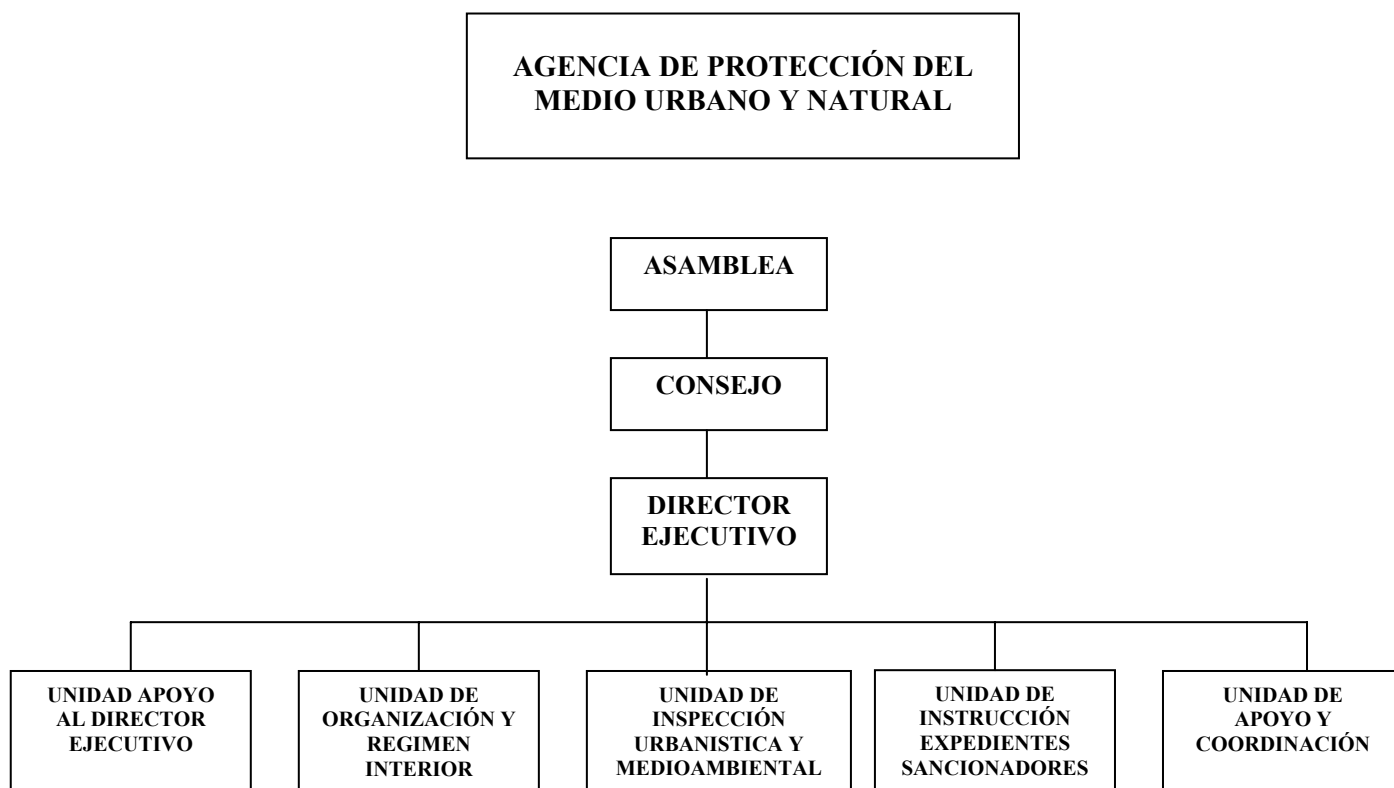 AGENCIA DE PROTECCIÓN DEL
MEDIO URBANO Y NATURAL
ASAMBLEA
CONSEJO
DIRECTOR
EJECUTIVO
UNIDAD APOYO
AL DIRECTOR
EJECUTIVO
UNIDAD DE
ORGANIZACIÓN Y
REGIMEN
INTERIOR
UNIDAD DE
INSPECCIÓN
URBANISTICA Y
MEDIOAMBIENTAL
UNIDAD DE
INSTRUCCIÓN
EXPEDIENTES
SANCIONADORES
UNIDAD DE
APOYO Y
COORDINACIÓN